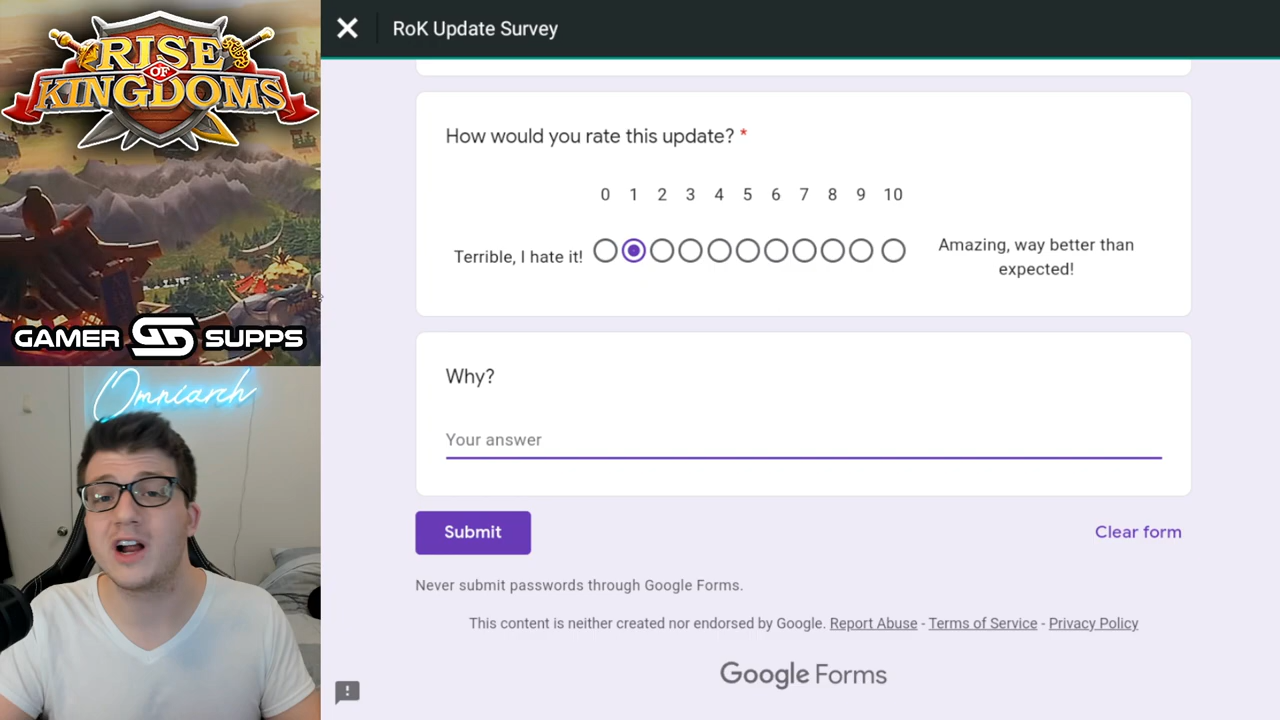 RISE
OF
KINGDOMS
GAMER GS SUPPS
Omniarch
RoK Update Survey
How would you rate this update? *
0 1 2 3 4 5 6 7 8 9 10
Terrible, I hate it!
Amazing, way better than
expected!
Why?
Your answer
Submit
Clear form
Never submit passwords through Google Forms.
This content is neither created nor endorsed by Google. Report Abuse - Terms of Service - Privacy Policy
Google Forms